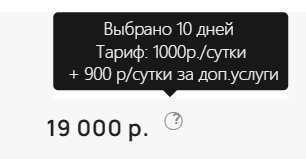 Выбрано 10 дней
Тариф: 1000р./сутки
+ 900 р/сутки за доп.услуги
19 000 р. ?